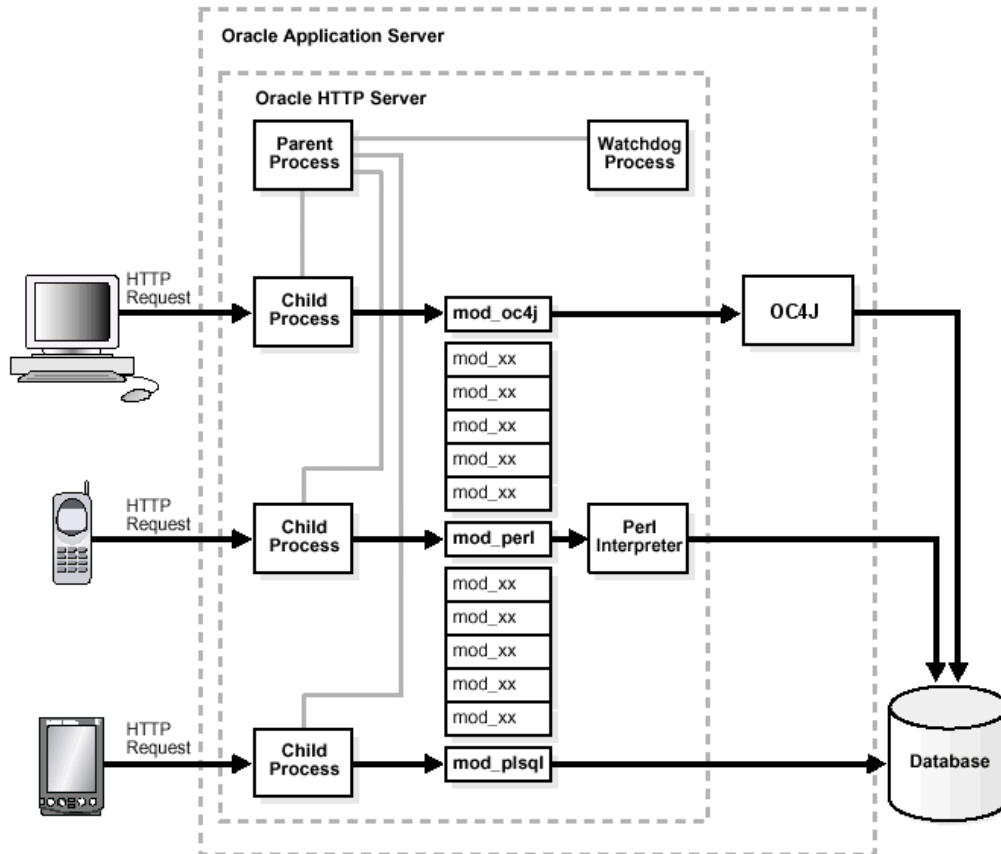 Oracle Application Server
Oracle HTTP Server
Parent
Process
Watchdog
Process
HTTP
Request
Child
Process
mod_oc4j
OC4J
mod_xx
mod_xx
mod_xx
mod_xx
mod_xx
HTTP
Request
Child
Process
mod_perl
Perl
Interpreter
mod_xx
mod_xx
mod_xx
mod_xx
mod_xx
HTTP
Request
Child
Process
mod_plsql
Database